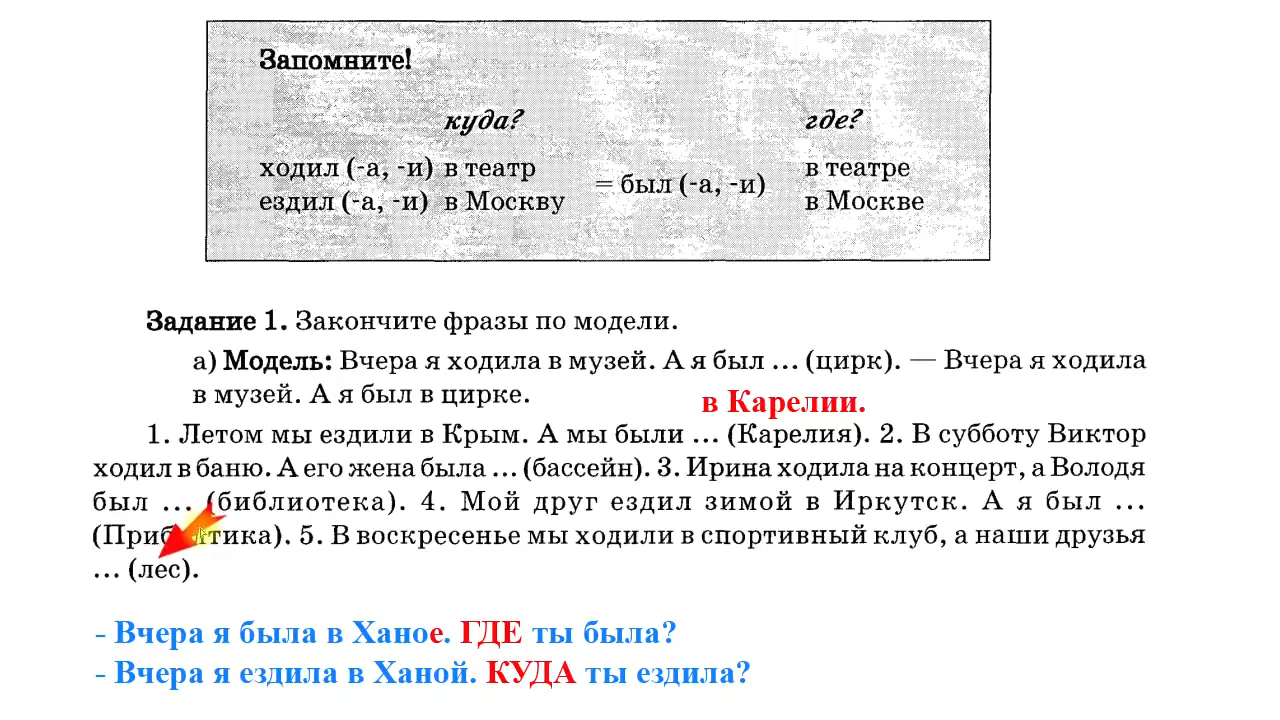 Запомните!
куда? где?
ходил (-а, -и) в театр = был (-а, -и) в театре
ездил (-а, -и) в Москву в Москве
Задание 1. Закончите фразы по модели.
а) Модель: Вчера я ходила в музей. А я был ... (цирк). — Вчера я ходила
в музей. А я был в цирке.
в Карелии.
1. Летом мы ездили в Крым. А мы были ... (Карелия). 2. В субботу Виктор
ходил в баню. А его жена была ... (бассейн). 3. Ирина ходила на концерт, а Володя
был ... (библиотека). 4. Мой друг ездил зимой в Иркутск. А я был ...
(Прибалтика). 5. В воскресенье мы ходили в спортивный клуб, а наши друзья
... (лес).
- Вчера я была в Ханое. ГДЕ ты была?
- Вчера я ездила в Ханой. КУДА ты ездила?